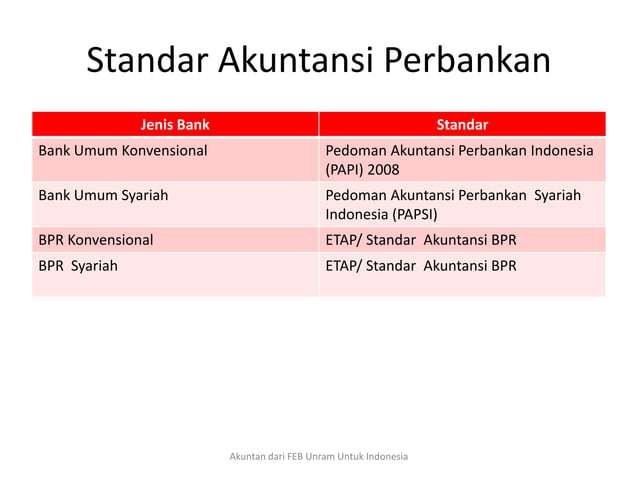 Standar Akuntansi Perbankan
Jenis Bank
Standar
Bank Umum Konvensional
Pedoman Akuntansi Perbankan Indonesia
(PAPI) 2008
Bank Umum Syariah
Pedoman Akuntansi Perbankan  Syariah
Indonesia (PAPSI)
BPR Konvensional
ETAP/ Standar  Akuntansi BPR
BPR  Syariah
ETAP/ Standar  Akuntansi BPR
Akuntan dari FEB Unram Untuk Indonesia